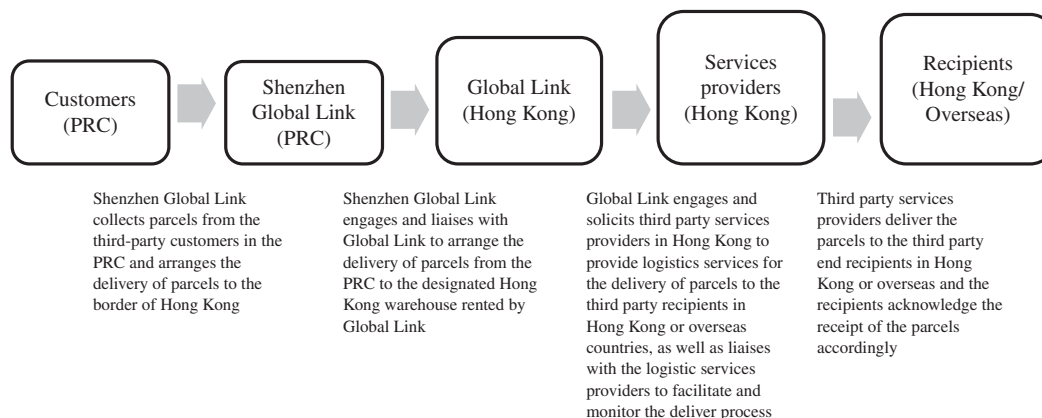 Customers
(PRC)
Shenzhen
Global Link
(PRC)
Global Link
(Hong Kong)
Services
providers
(Hong Kong)
Recipients
(Hong Kong/
Overseas)
Shenzhen Global Link
collects parcels from the
third-party customers in the
PRC and arranges the
delivery of parcels to the
border of Hong Kong
Shenzhen Global Link
engages and liaises with
Global Link to arrange the
delivery of parcels from the
PRC to the designated Hong
Kong warehouse rented by
Global Link
Global Link engages and
solicits third party services
providers in Hong Kong to
provide logistics services for
the delivery of parcels to the
third party recipients in
Hong Kong or overseas
countries, as well as liaises
with the logistic services
providers to facilitate and
monitor the deliver process
Third party services
providers deliver the
parcels to the third party
end recipients in Hong
Kong or overseas and the
recipients acknowledge the
receipt of the parcels
accordingly